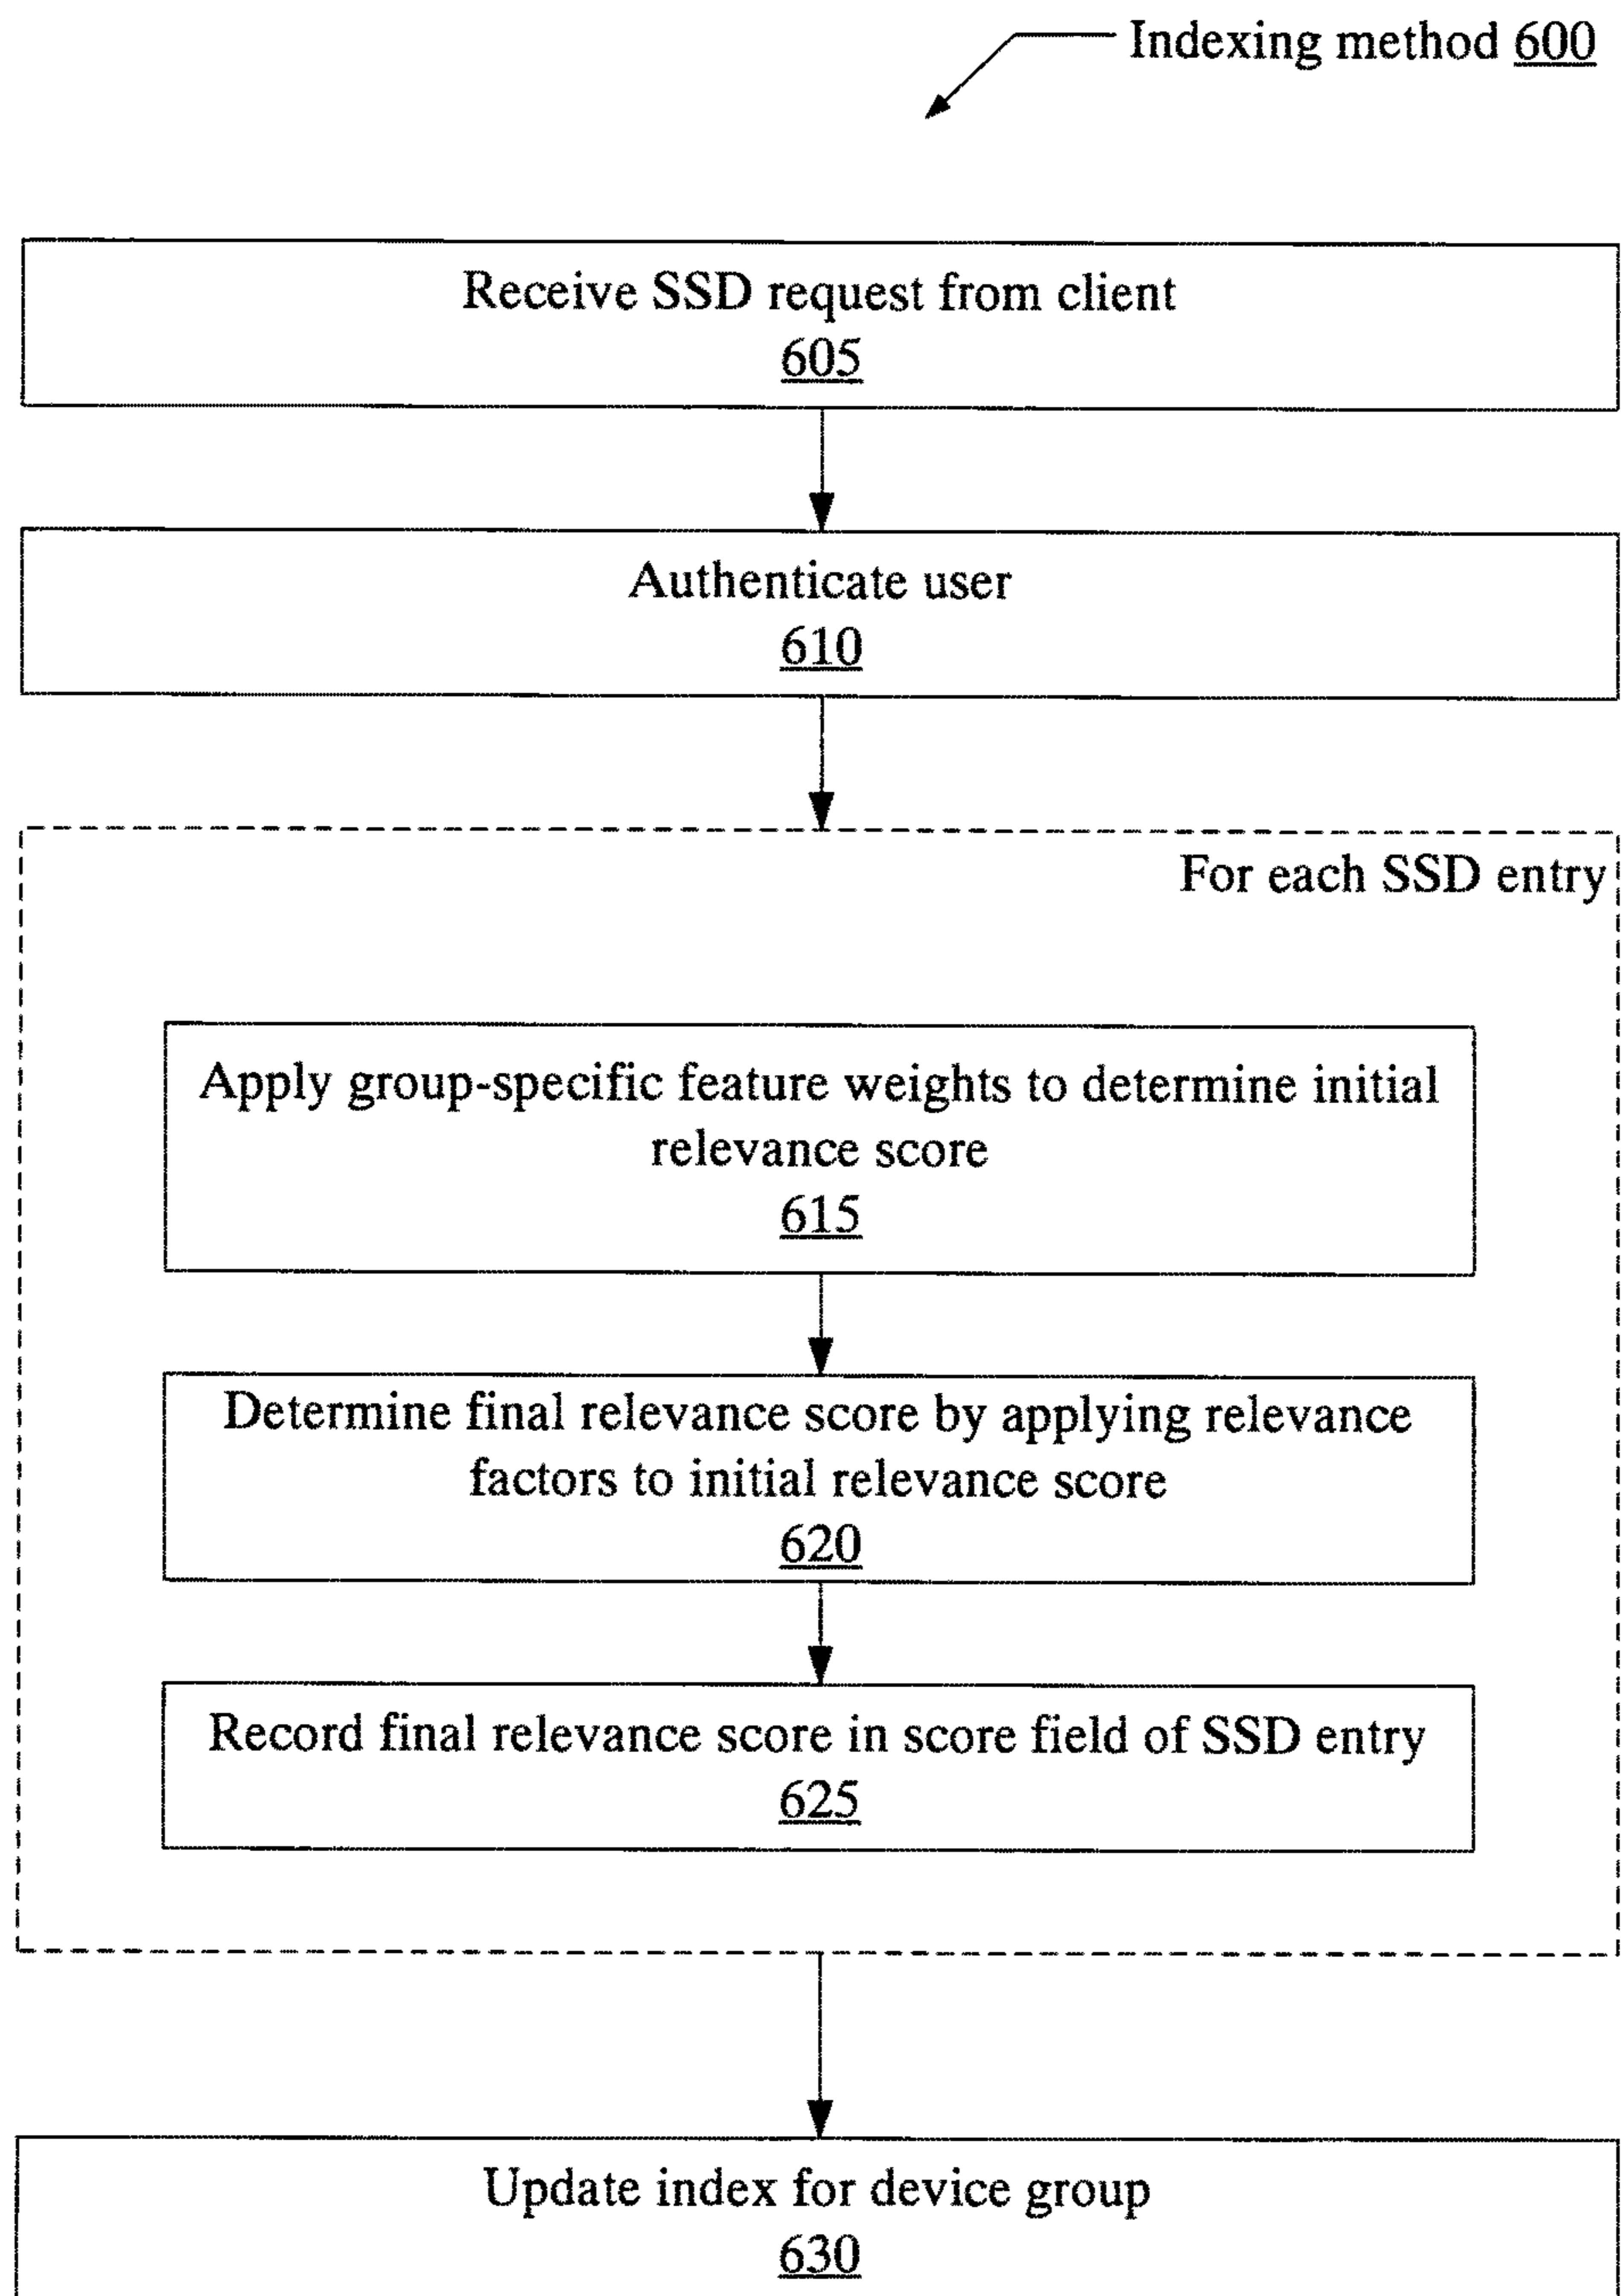 Indexing method 600
Receive SSD request from client
605
Authenticate user
610
For each SSD entry
Apply group-specific feature weights to determine initial
relevance score
615
Determine final relevance score by applying relevance
factors to initial relevance score
620
Record final relevance score in score field of SSD entry
625
Update index for device group
630